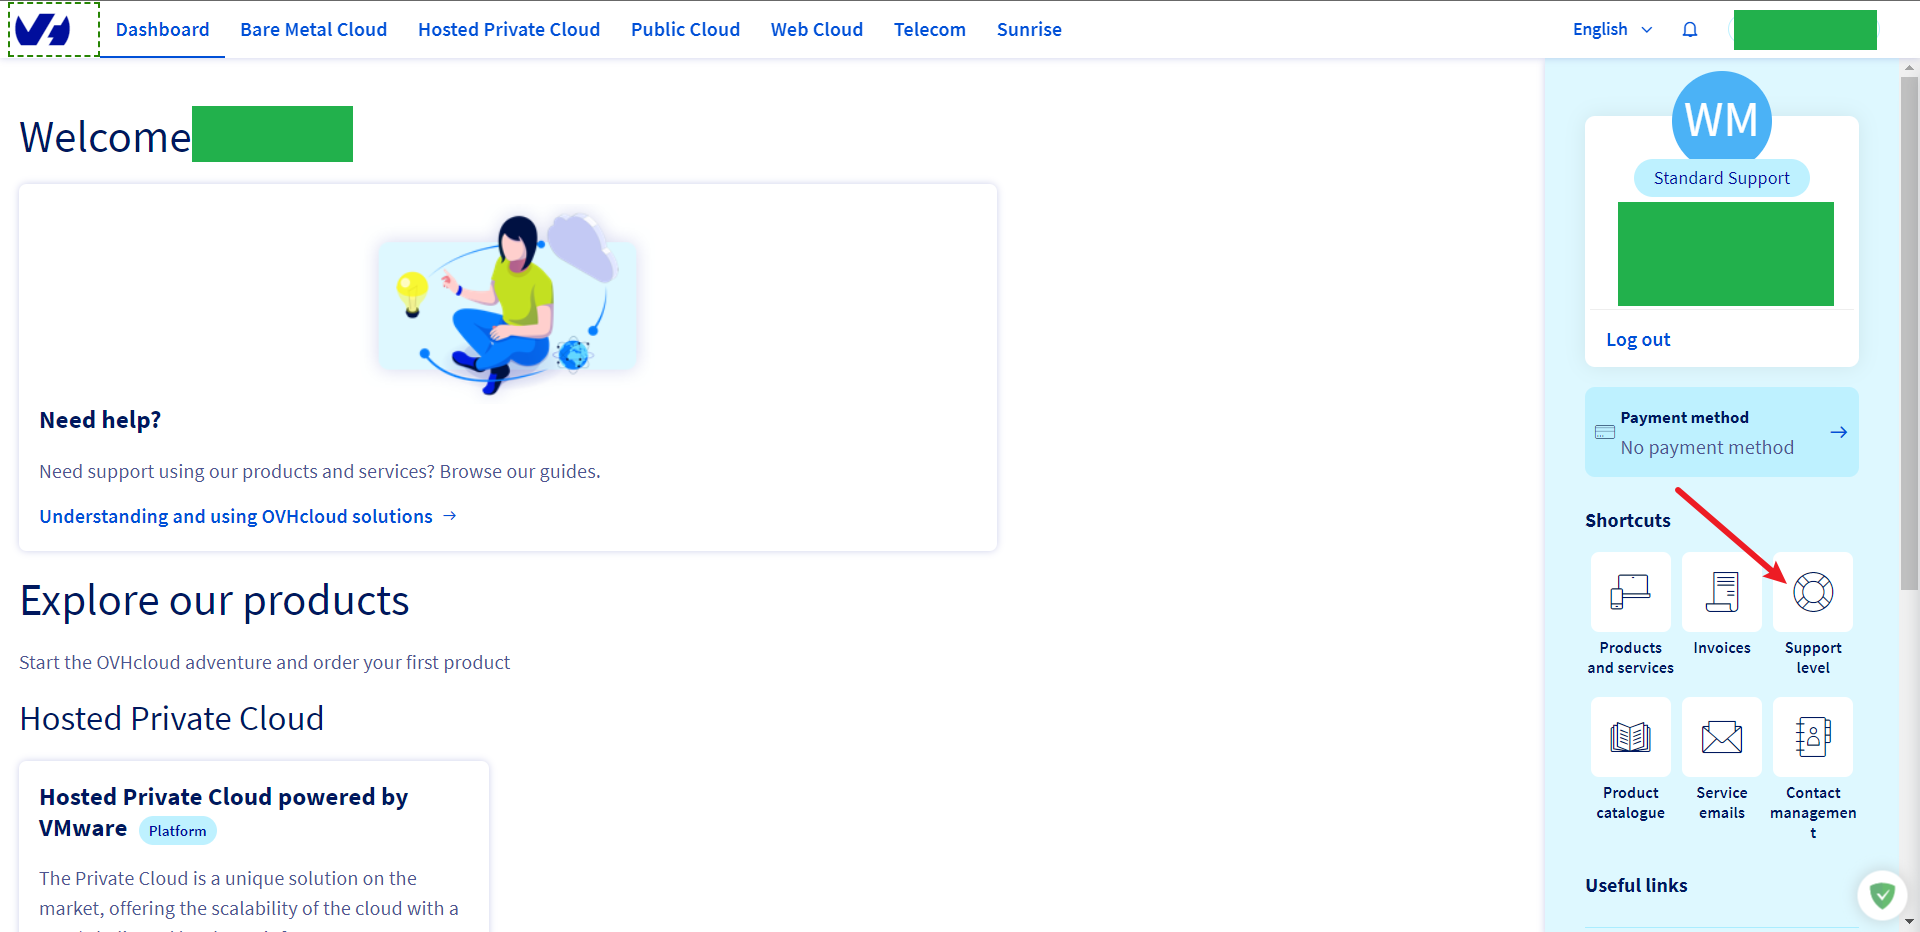 Dashboard Bare Metal Cloud Hosted Private Cloud Public Cloud Web Cloud Telecom Sunrise English
Welcome
Need help?
Need support using our products and services? Browse our guides.
Understanding and using OVHcloud solutions →
Explore our products
Start the OVHcloud adventure and order your first product
Hosted Private Cloud
Hosted Private Cloud powered by
VMware Platform
The Private Cloud is a unique solution on the
market, offering the scalability of the cloud with a
WM
Standard Support
Log out
Payment method
No payment method
Shortcuts
Products
and services
Invoices
Support
level
Product
catalogue
Service
emails
Contact
managemen
t
Useful links